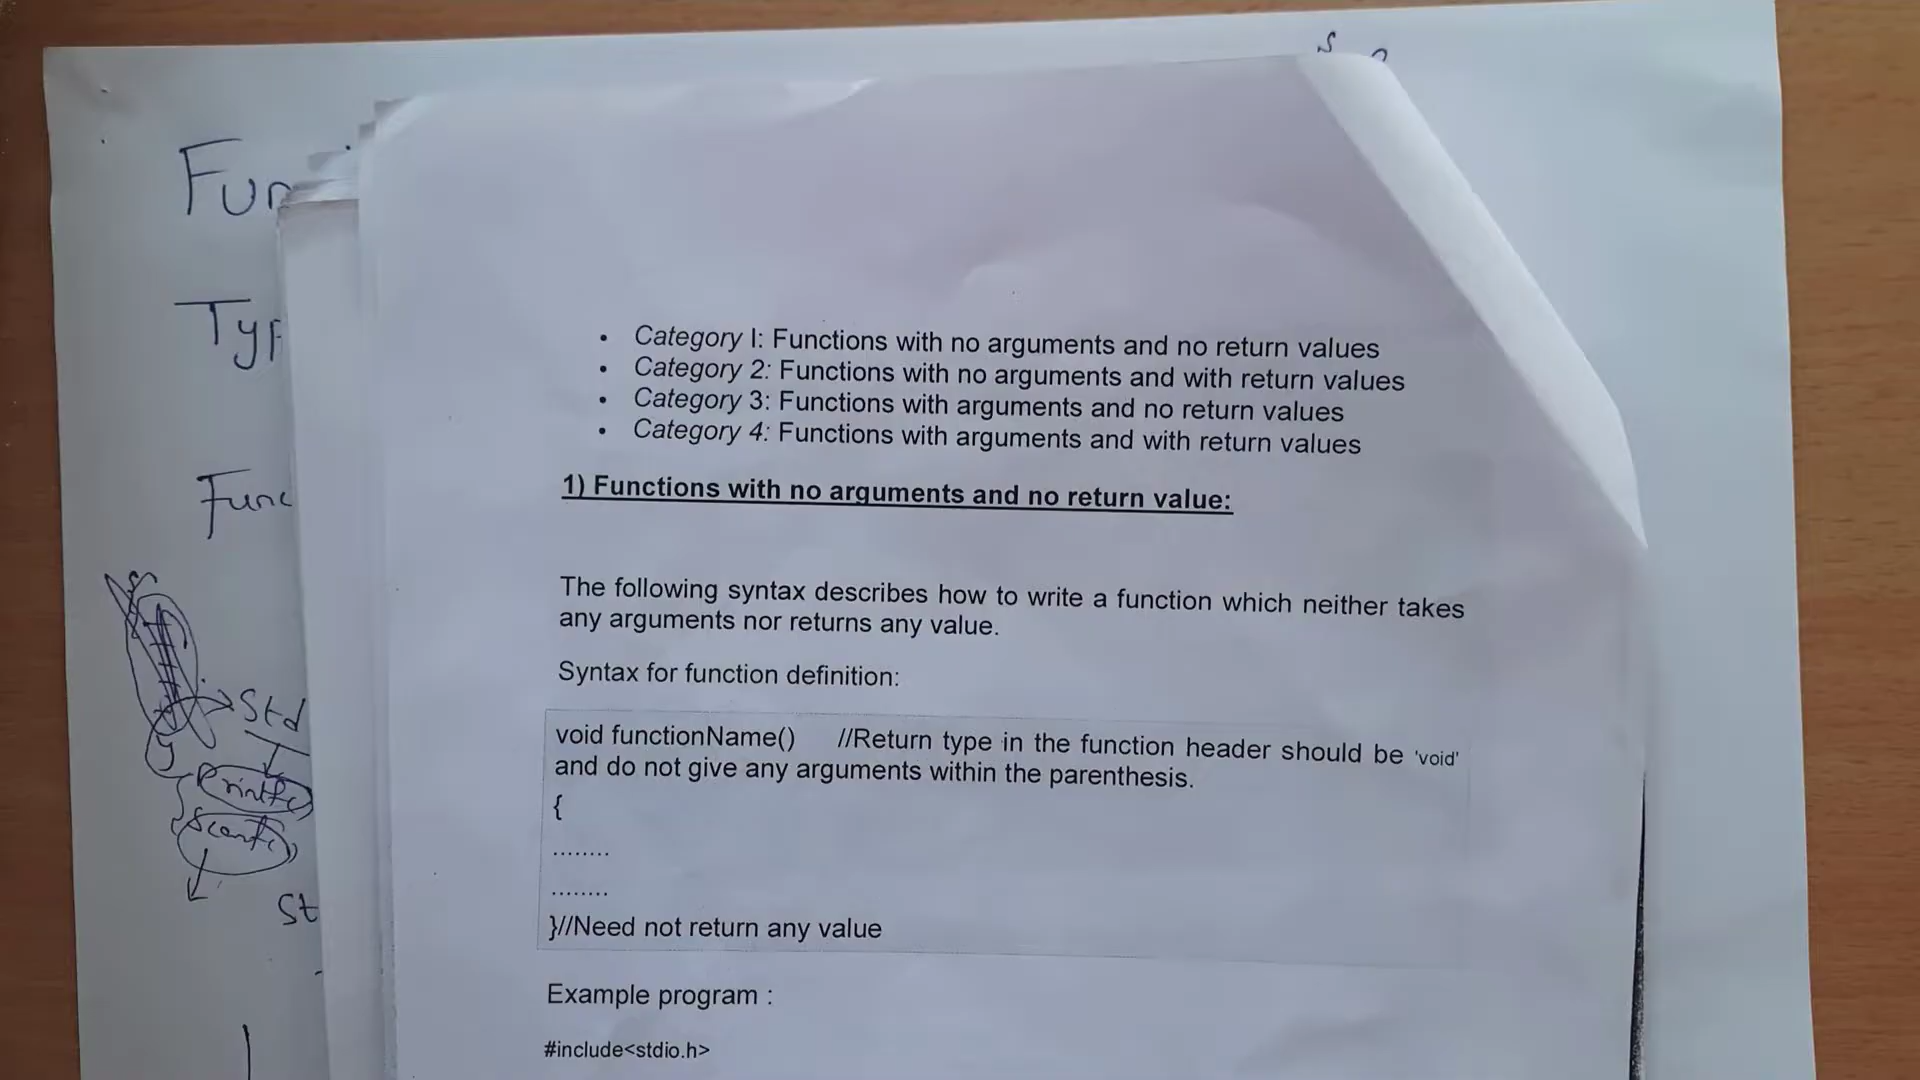 Category I: Functions with no arguments and no return values
Category 2: Functions with no arguments and with return values
Category 3: Functions with arguments and no return values
Category 4: Functions with arguments and with return values
1) Functions with no arguments and no return value:
The following syntax describes how to write a function which neither takes
any arguments nor returns any value.
Syntax for function definition:
void functionName() //Return type in the function header should be 'void'
and do not give any arguments within the parenthesis.
{
........
........
}//Need not return any value
Example program :
#include<stdio.h>
Fun
Typ
Func
Std
Printf()
Scanf()
St